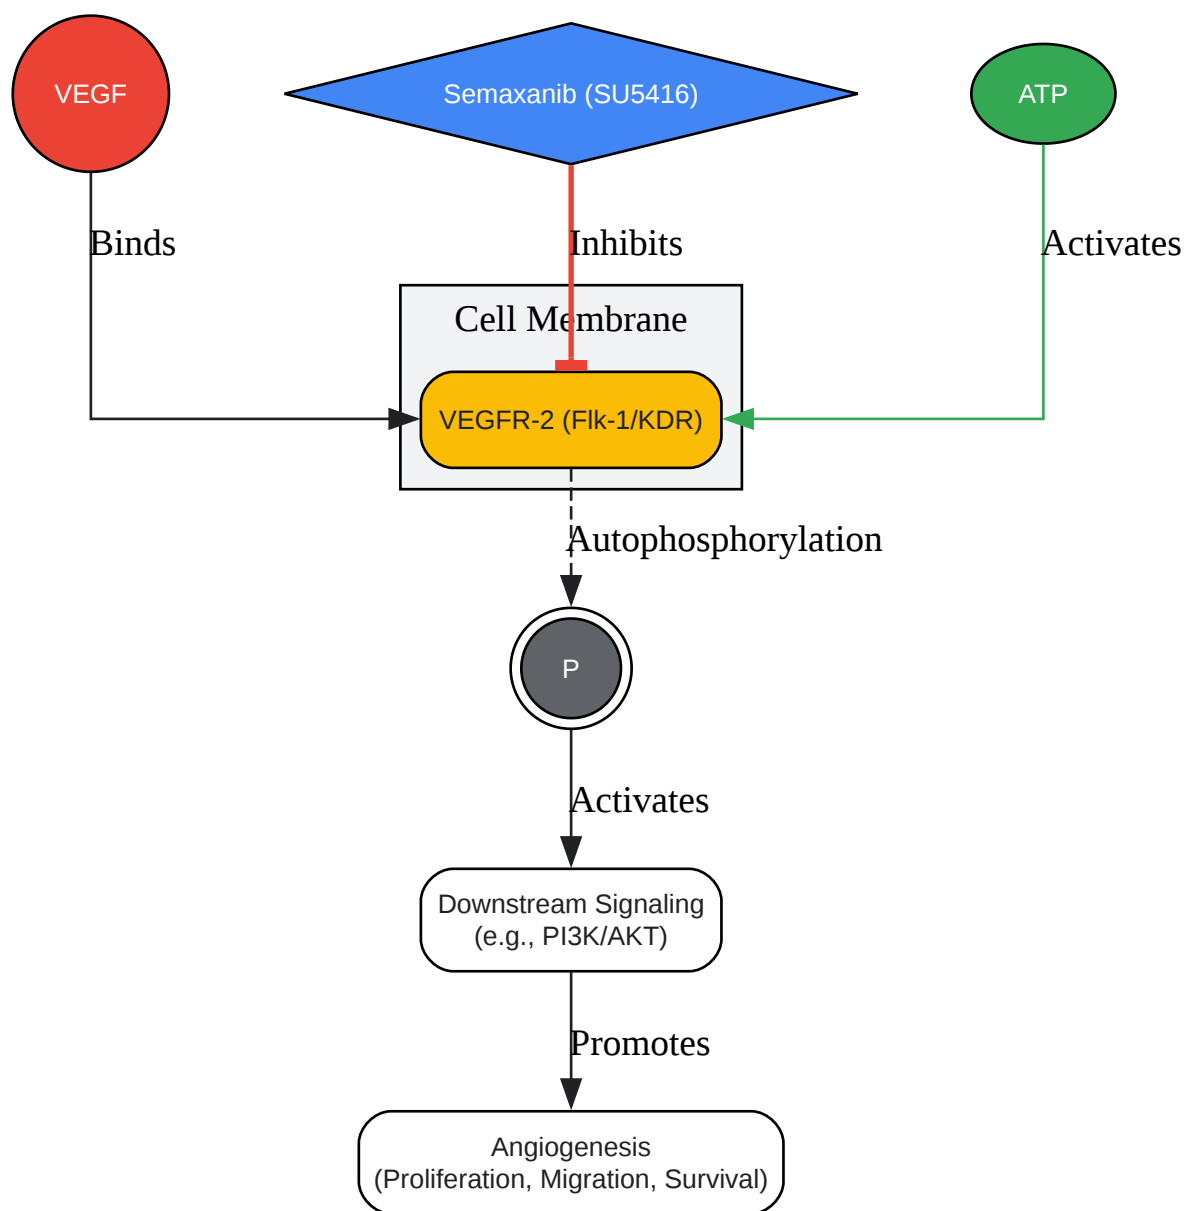 VEGF
Semaxanib (SU5416)
ATP
Binds
Inhibits
Activates
Cell Membrane
VEGFR-2 (Flk-1/KDR)
Autophosphorylation
P
Activates
Downstream Signaling
(e.g., PI3K/AKT)
Promotes
Angiogenesis
(Proliferation, Migration, Survival)